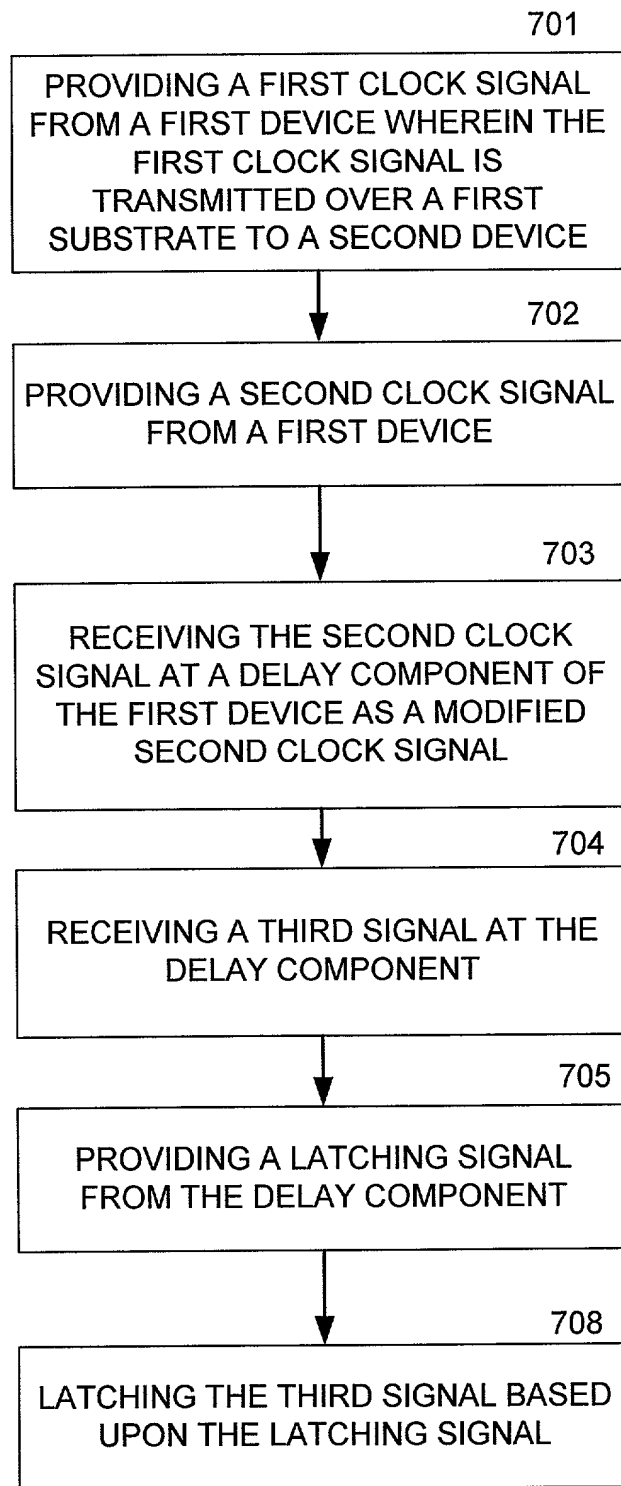 701
PROVIDING A FIRST CLOCK SIGNAL
FROM A FIRST DEVICE WHEREIN THE
FIRST CLOCK SIGNAL IS
TRANSMITTED OVER A FIRST
SUBSTRATE TO A SECOND DEVICE
702
PROVIDING A SECOND CLOCK SIGNAL
FROM A FIRST DEVICE
703
RECEIVING THE SECOND CLOCK
SIGNAL AT A DELAY COMPONENT OF
THE FIRST DEVICE AS A MODIFIED
SECOND CLOCK SIGNAL
704
RECEIVING A THIRD SIGNAL AT THE
DELAY COMPONENT
705
PROVIDING A LATCHING SIGNAL
FROM THE DELAY COMPONENT
708
LATCHING THE THIRD SIGNAL BASED
UPON THE LATCHING SIGNAL